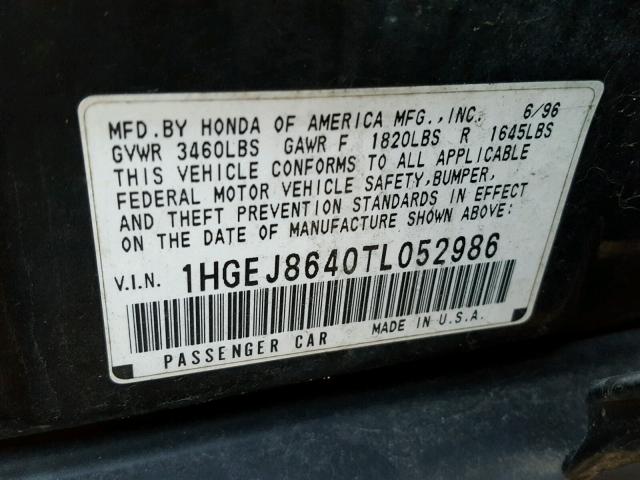 MFD.BY HONDA OF AMERICA MFG.,INC. 6/96
GVWR 3460LBS GAWR F 1820LBS R 1645LBS
THIS VEHICLE CONFORMS TO ALL APPLICABLE
FEDERAL MOTOR VEHICLE SAFETY,BUMPER,
AND THEFT PREVENTION STANDARDS IN EFFECT
ON THE DATE OF MANUFACTURE SHOWN ABOVE:
V.I.N. 1HGEJ8640TL052986
PASSENGER CAR MADE IN U.S.A.